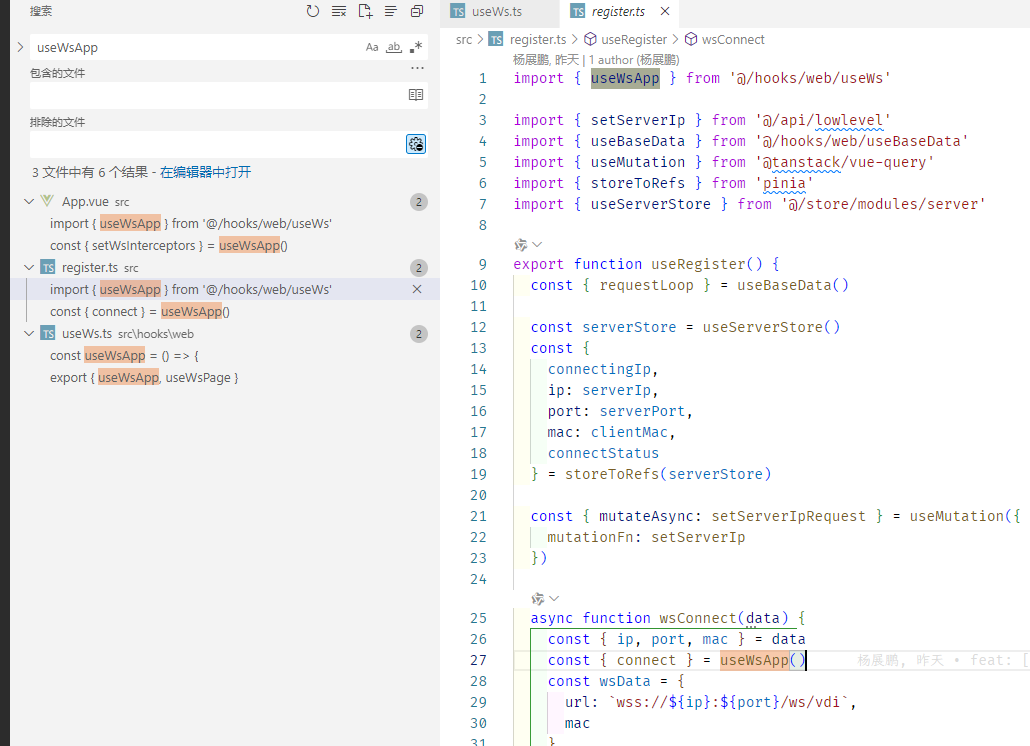 搜索
useWsApp
Aa ab
包含的文件
排除的文件
3 文件中有 6 个结果 - 在编辑器中打开
App.vue src 2
import { useWsApp } from '@/hooks/web/useWs'
const { setWsInterceptors } = useWsApp()
TS register.ts src 2
import { useWsApp } from '@/hooks/web/useWs'
const { connect } = useWsApp()
TS useWs.ts src\hooks\web 2
const useWsApp = () => {
export { useWsApp, useWsPage }
TS useWs.ts TS register.ts
src > TS register.ts > useRegister > wsConnect
杨展鹏, 昨天 | 1 author (杨展鹏)
1 import { useWsApp } from '@/hooks/web/useWs'
2
3 import { setServerIp } from '@/api/lowlevel'
4 import { useBaseData } from '@/hooks/web/useBaseData'
5 import { useMutation } from '@tanstack/vue-query'
6 import { storeToRefs } from 'pinia'
7 import { useServerStore } from '@/store/modules/server'
8
9 export function useRegister() {
10 const { requestLoop } = useBaseData()
11
12 const serverStore = useServerStore()
13 const {
14 connectingIp,
15 ip: serverIp,
16 port: serverPort,
17 mac: clientMac,
18 connectStatus
19 } = storeToRefs(serverStore)
20
21 const { mutateAsync: setServerIpRequest } = useMutation({
22 mutationFn: setServerIp
23 })
24
25 async function wsConnect(data) {
26 const { ip, port, mac } = data
27 const { connect } = useWsApp() 杨展鹏, 昨天 • feat: [
28 const wsData = {
29 url: `wss://${ip}:${port}/ws/vdi`,
30 mac
31 }